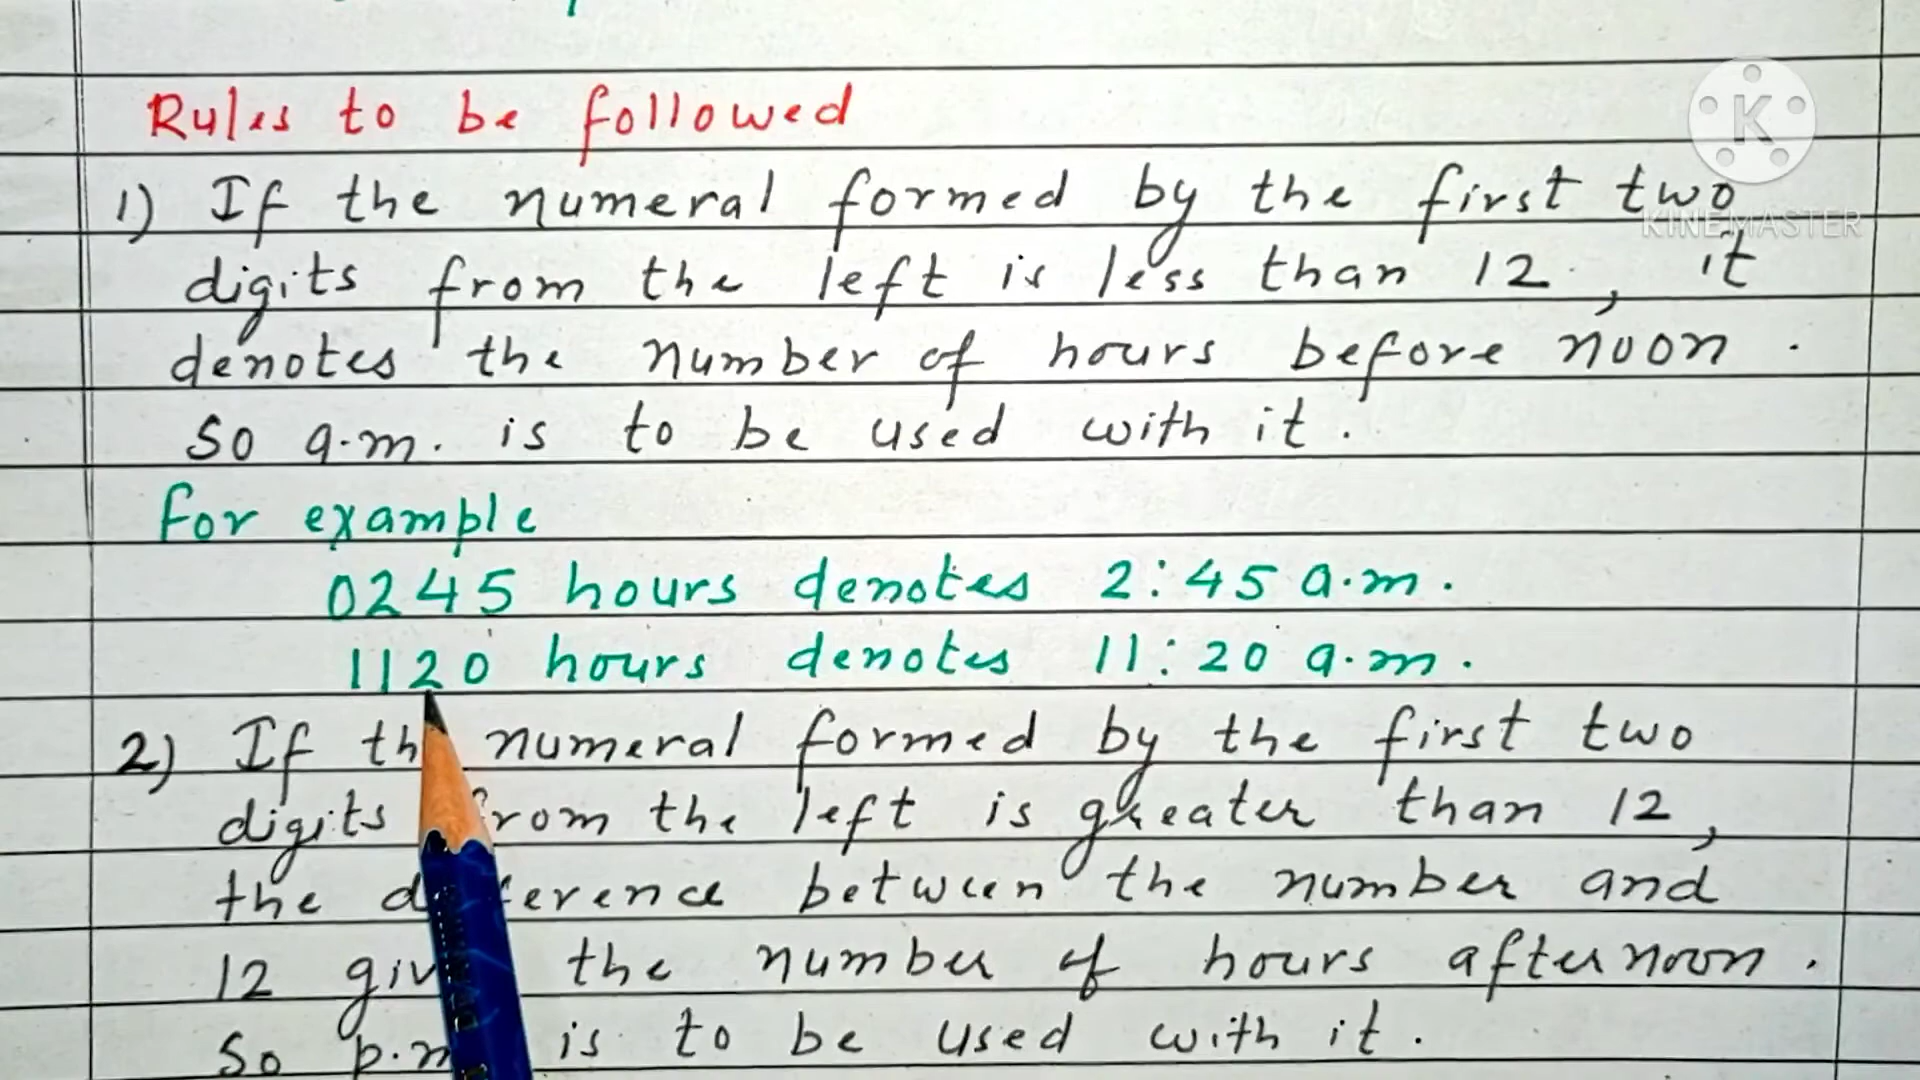 Rules to be followed
K
KINEMASTER
1) If the numeral formed by the first two
digits from the left is less than 12, it
denotes the number of hours before noon.
So a.m. is to be used with it.
for example
0245 hours denotes 2:45 a.m.
1120 hours denotes 11:20 a.m.
2) If numeral formed by the first two
digits from the left is greater than 12,
the between the number and
12 the number of hours afternoon.
So is to be used with it.